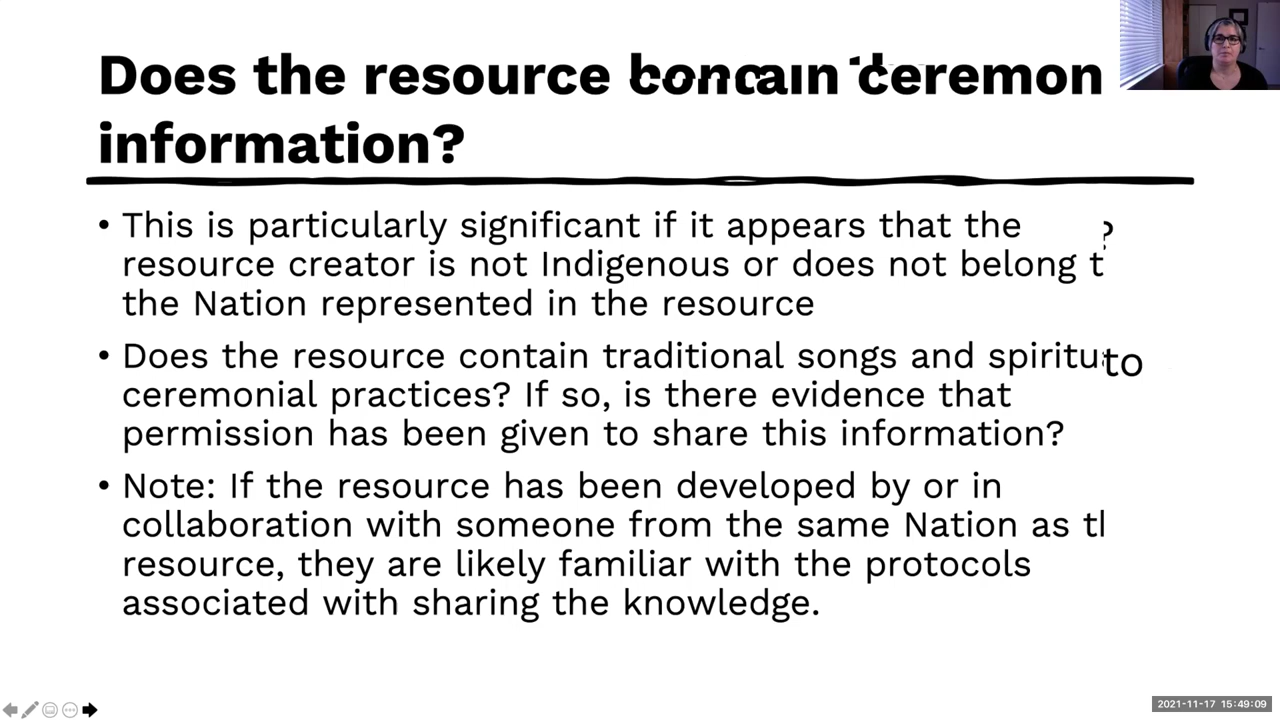 Does the resource contain ceremon
information?
• This is particularly significant if it appears that the
resource creator is not Indigenous or does not belong t
the Nation represented in the resource
?
• Does the resource contain traditional songs and spiritu
to
ceremonial practices? If so, is there evidence that
permission has been given to share this information?
• Note: If the resource has been developed by or in
collaboration with someone from the same Nation as
resource, they are likely familiar with the protocols
associated with sharing the knowledge.
2021-11-17 15:49:09